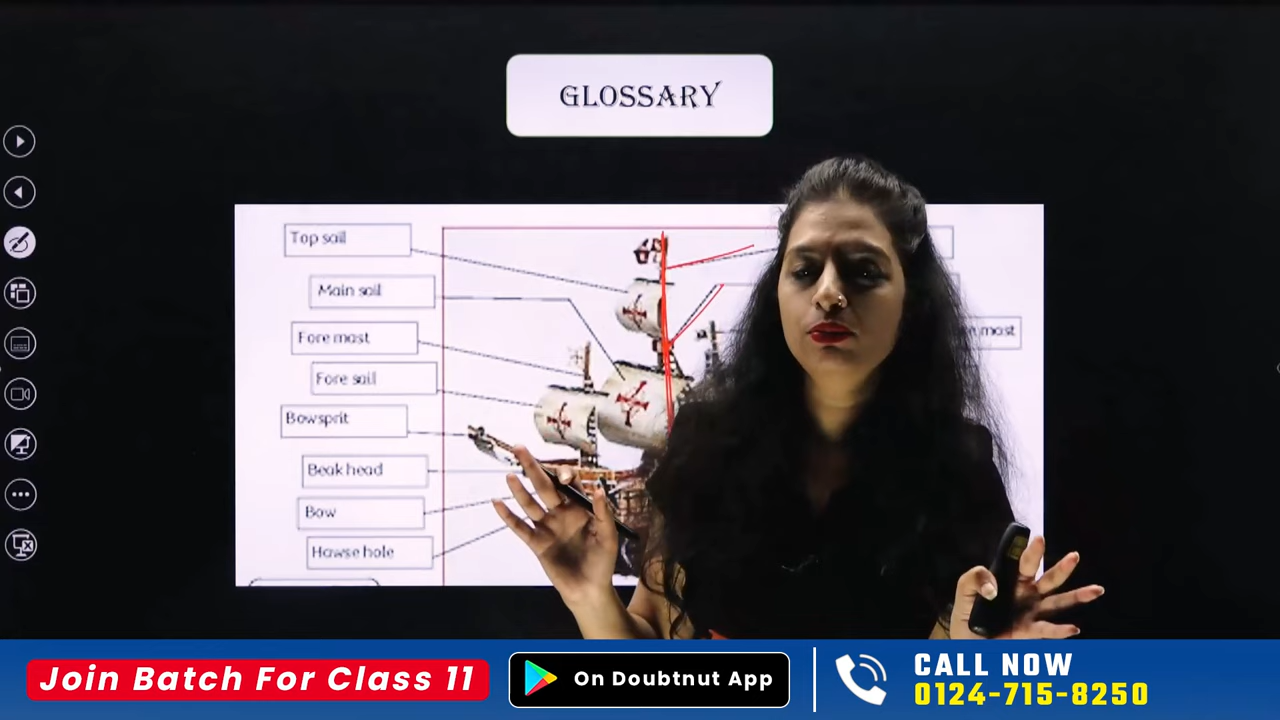 GLOSSARY
Top sail
Main sail
Fore mast
Fore sail
Bowsprit
Beak head
Bow
Hawse hole
mast
Join Batch For Class 11
On Doubtnut App
CALL NOW
0124-715-8250